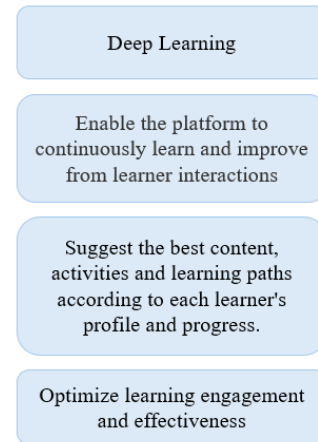 Deep Learning
Enable the platform to
continuously learn and improve
from learner interactions
Suggest the best content,
activities and learning paths
according to each learner's
profile and progress.
Optimize learning engagement
and effectiveness